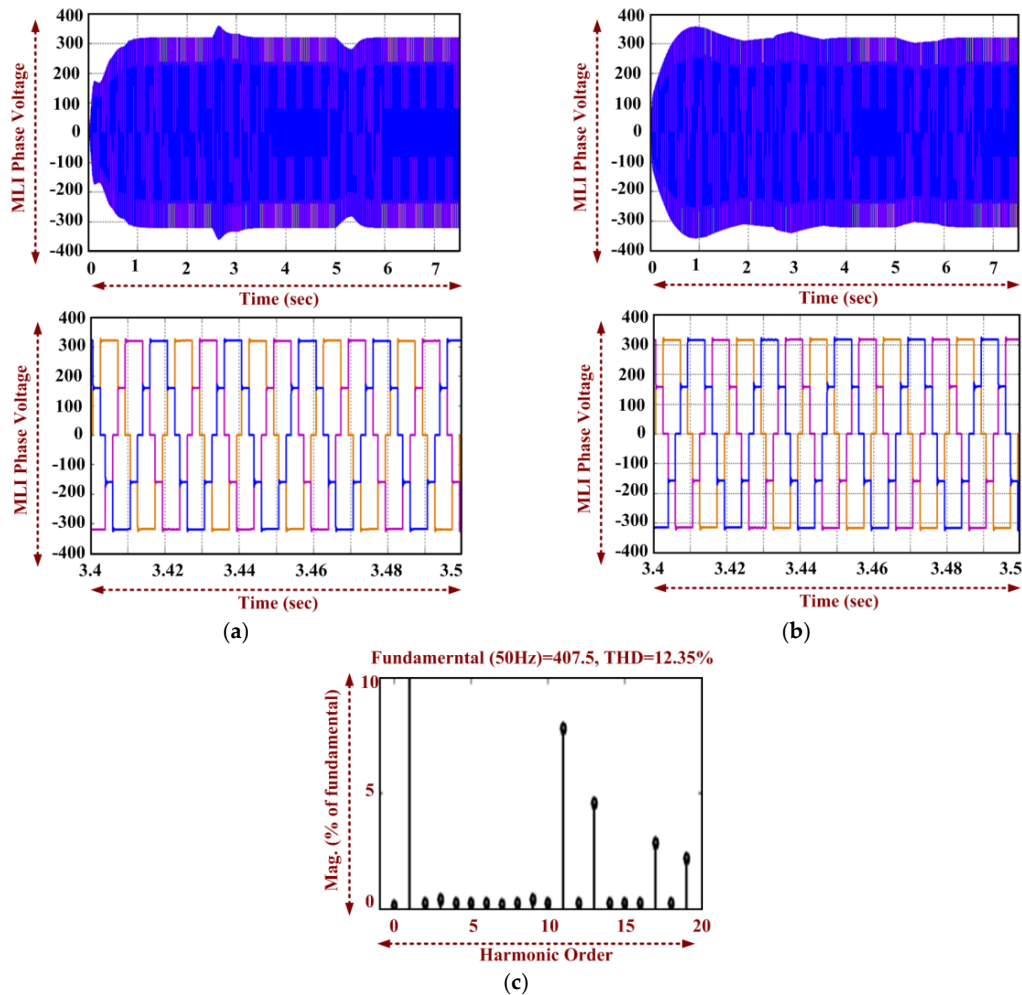 400
300
200
100
0
-100
-200
-300
-400
MLI Phase Voltage
0 1 2 3 4 5 6 7
Time (sec)
400
300
200
100
0
-100
-200
-300
-400
MLI Phase Voltage
0 1 2 3 4 5 6 7
Time (sec)
400
300
200
100
0
-100
-200
-300
-400
MLI Phase Voltage
3.4 3.42 3.44 3.46 3.48 3.5
Time (sec)
(a)
400
300
200
100
0
-100
-200
-300
-400
MLI Phase Voltage
3.4 3.42 3.44 3.46 3.48 3.5
Time (sec)
(b)
Fundamerntal (50Hz)=407.5, THD=12.35%
10
5
0
Mag. (% of fundamental)
0 5 10 15 20
Harmonic Order
(c)